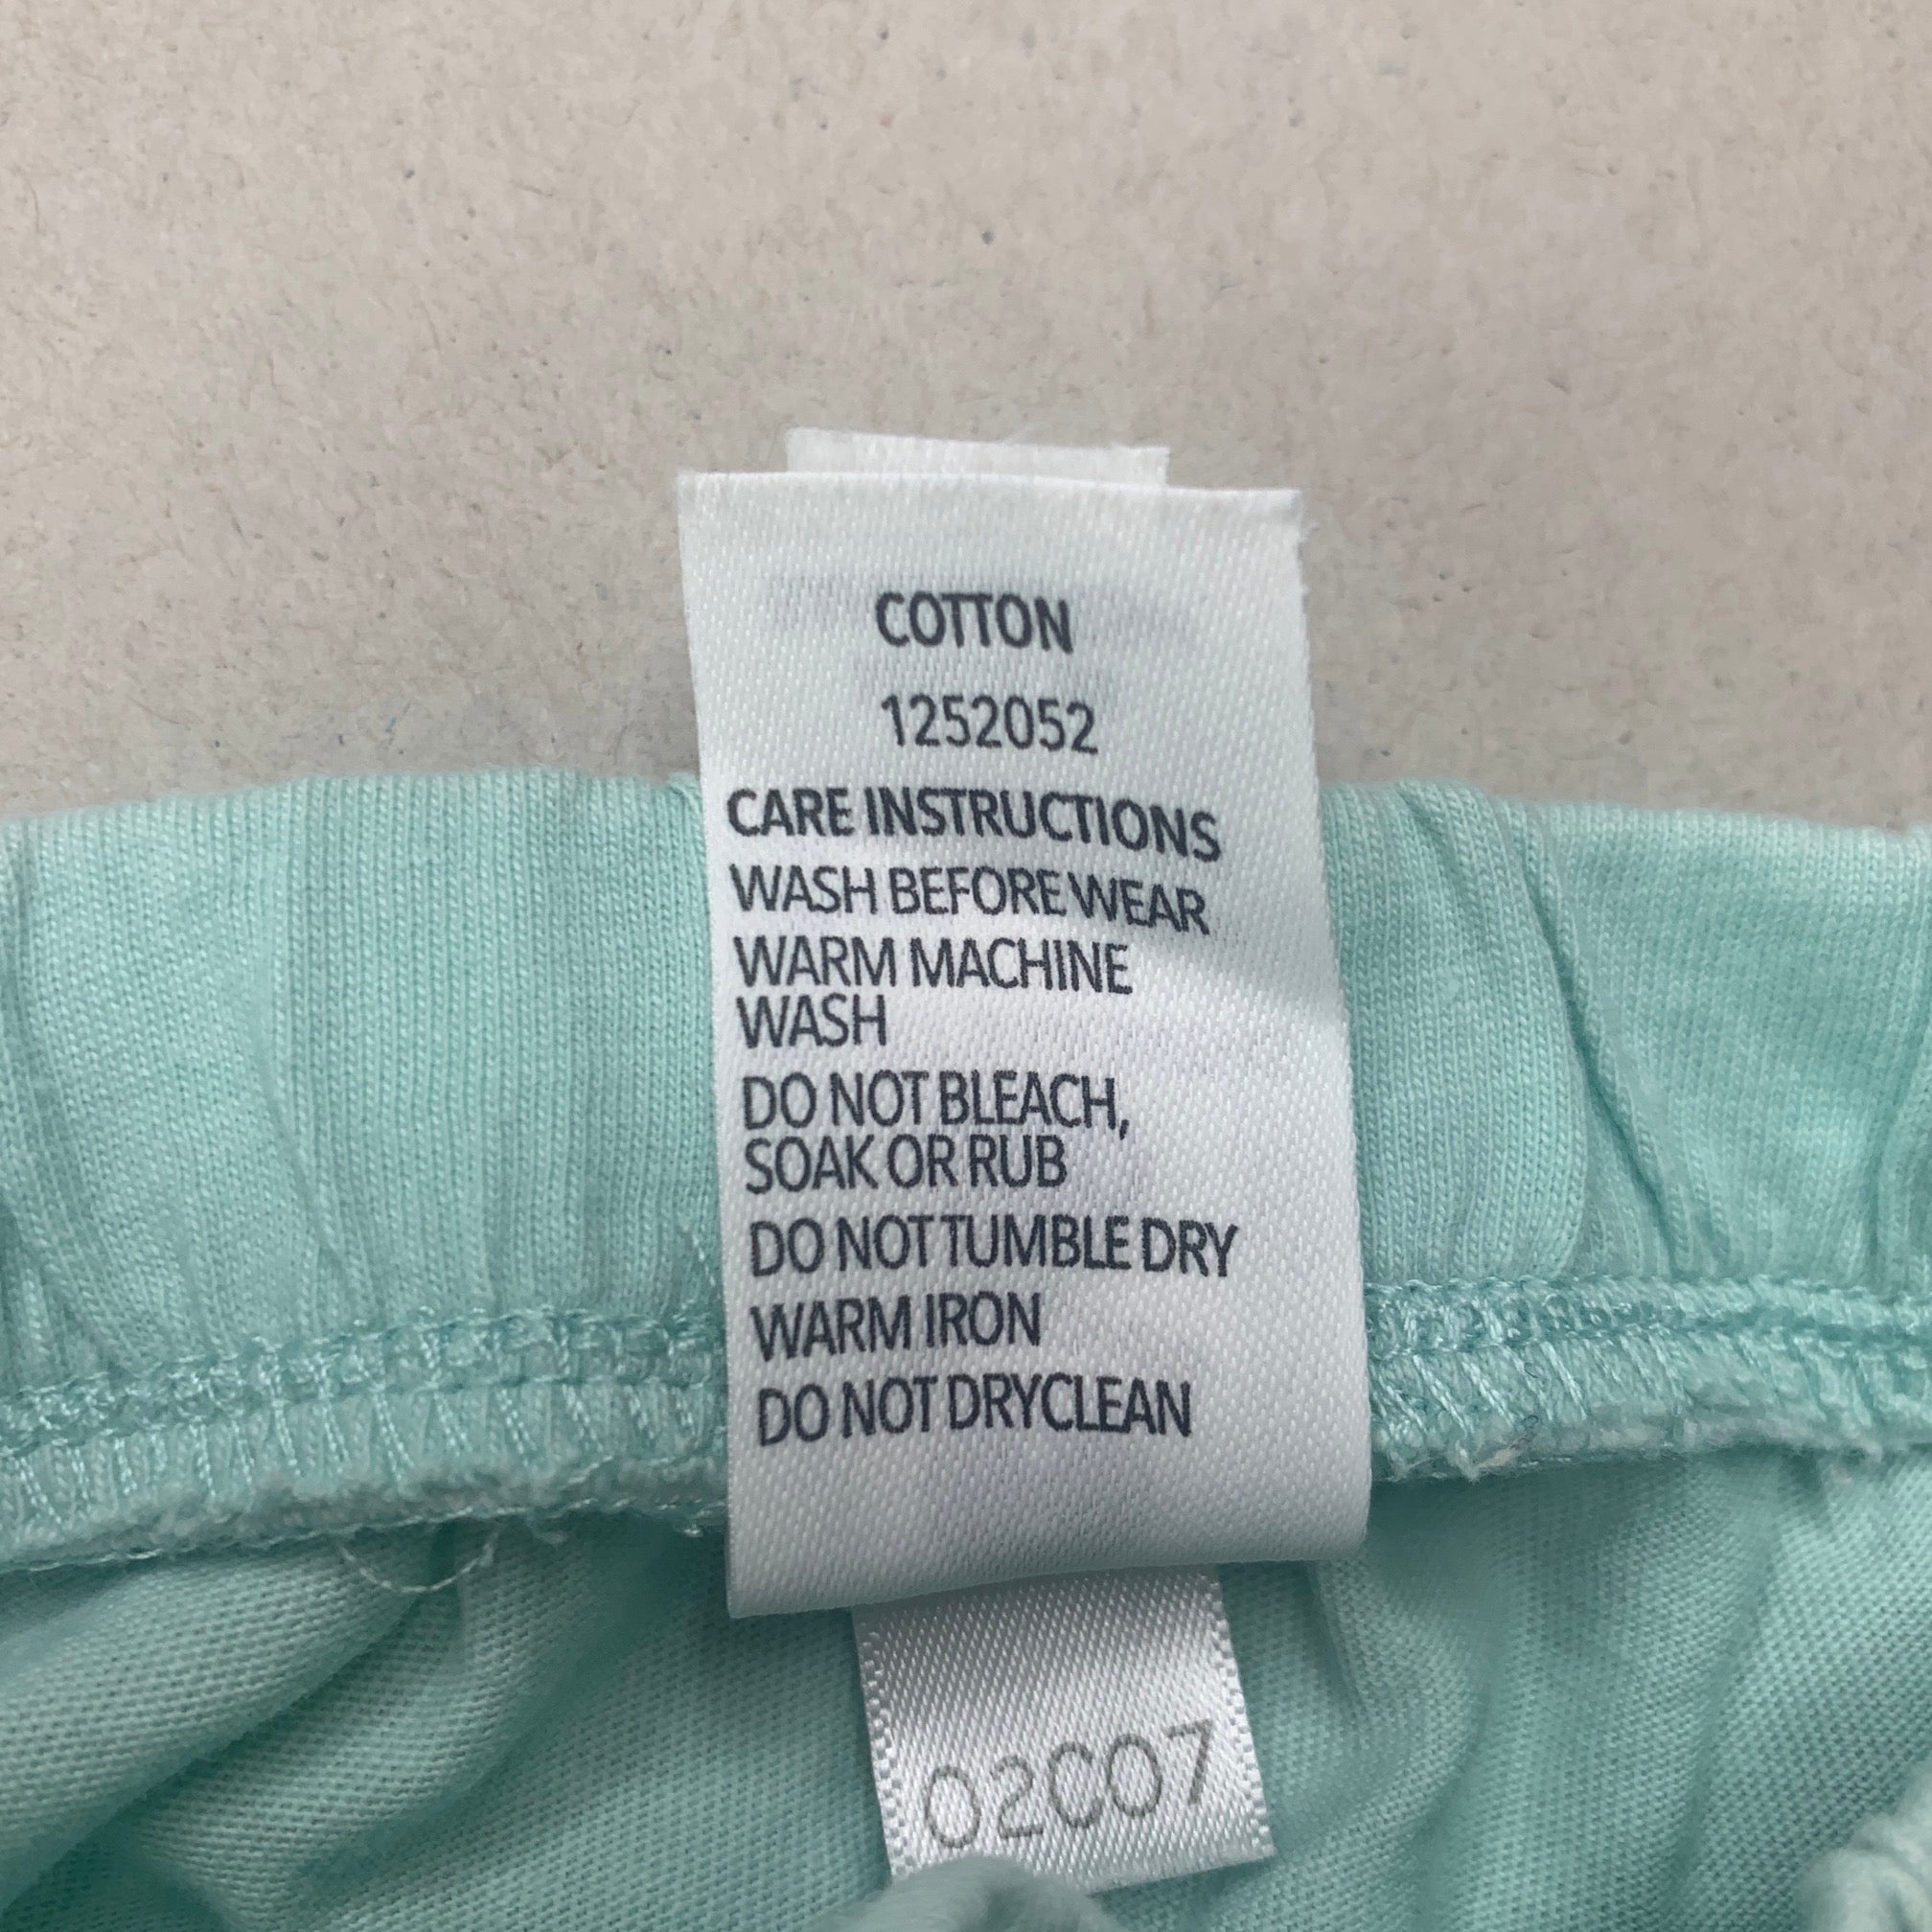 COTTON
1252052
CARE INSTRUCTIONS
WASH BEFORE WEAR
WARM MACHINE
WASH
DO NOT BLEACH,
SOAK OR RUB
DO NOT TUMBLE DRY
WARM IRON
DO NOT DRYCLEAN
02C07